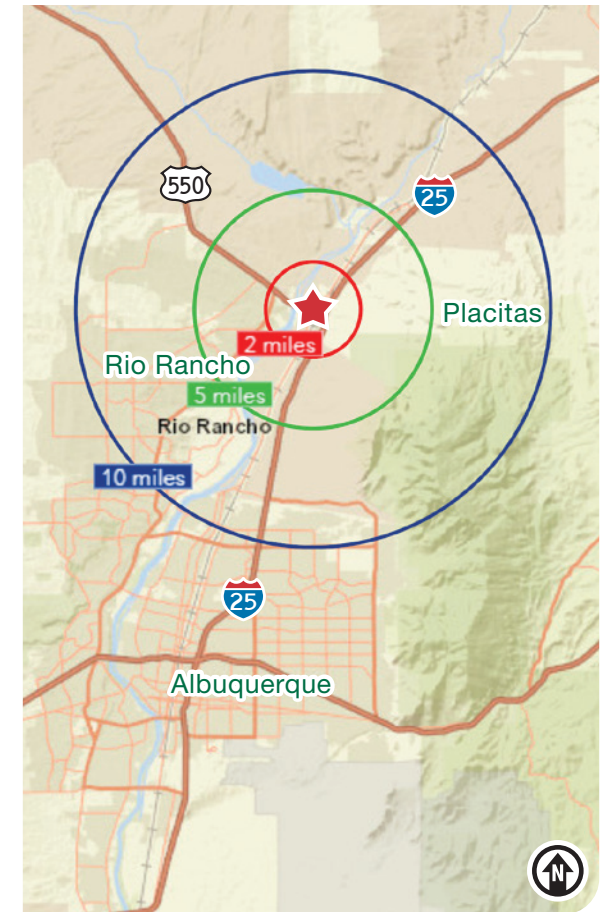 550
25
Placitas
2 miles
Rio Rancho
5 miles
Rio Rancho
10 miles
25
Albuquerque
N